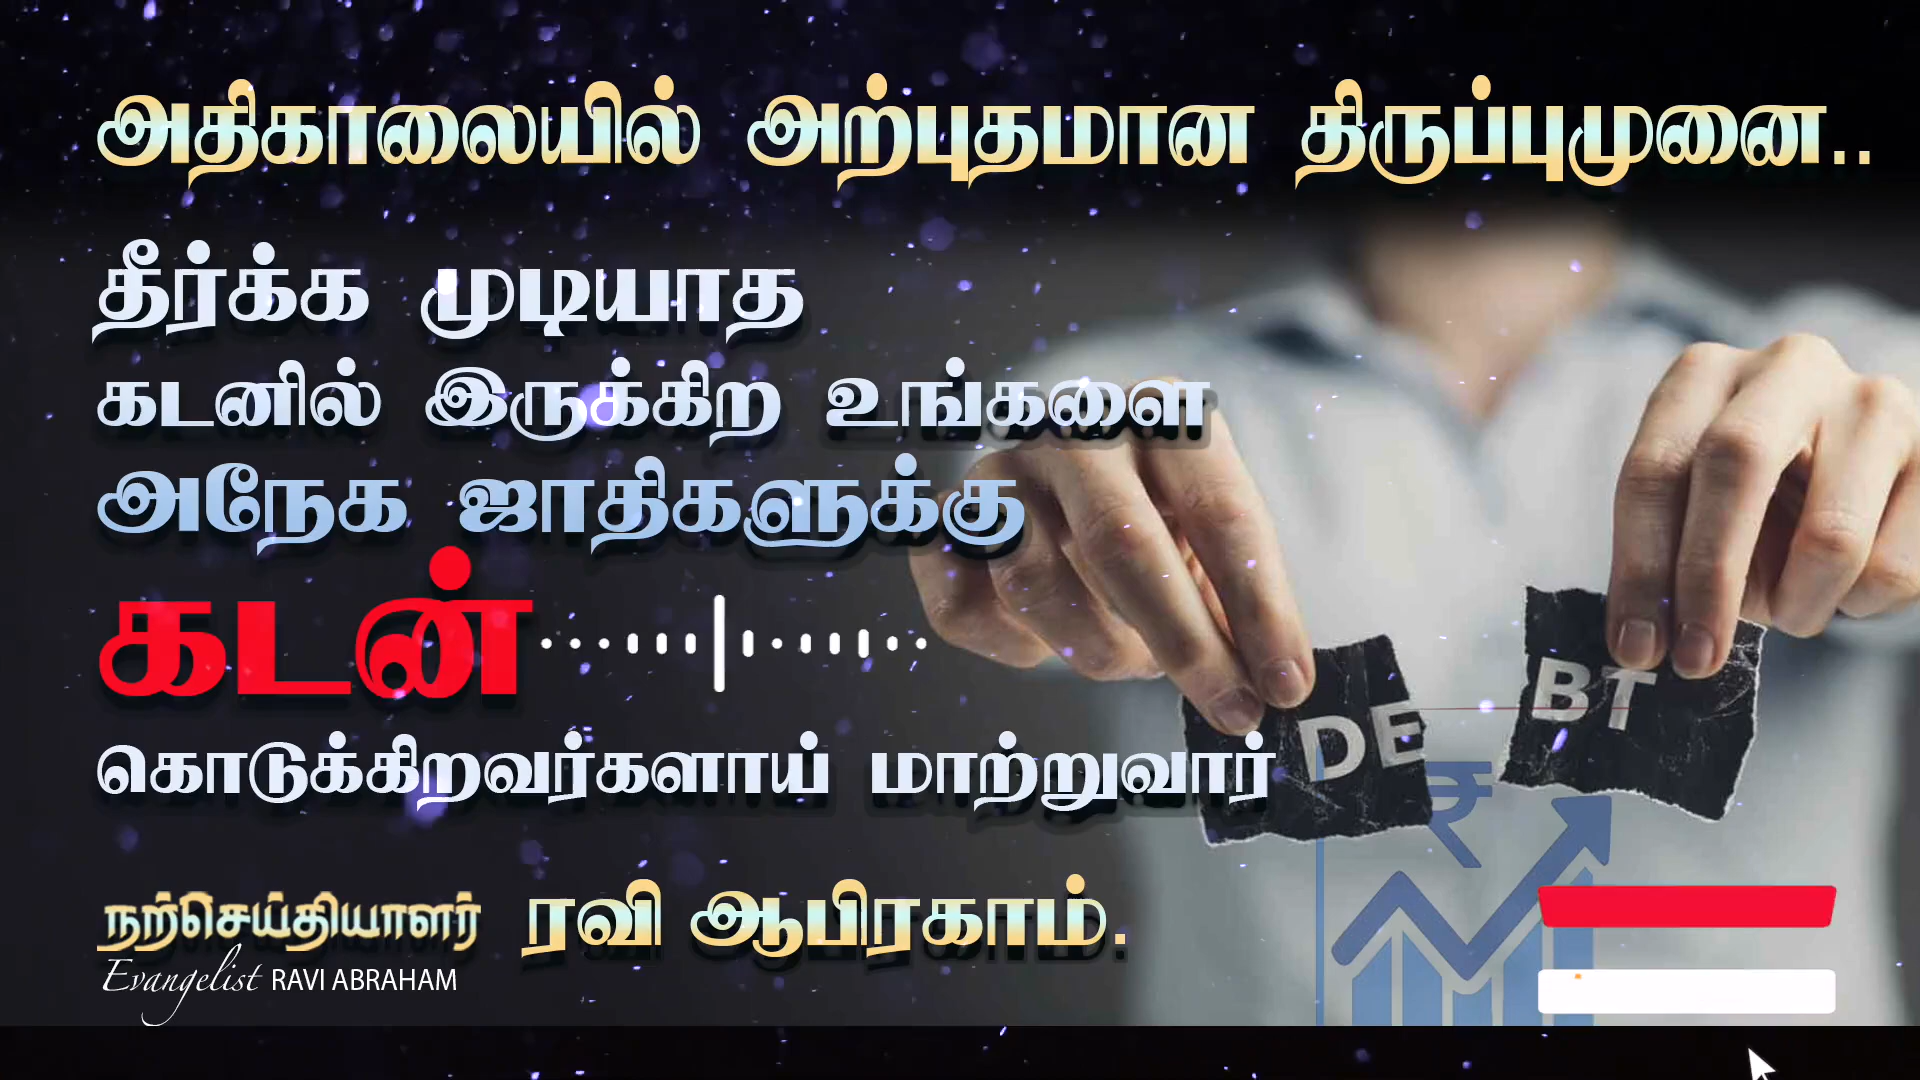 அதிகாலையில் அற்புதமான திருப்புமுனை..
தீர்க்க முடியாத
கடனில் இருக்கிற உங்களை
அநேக ஜாதிகளுக்கு
கடன்
கொடுக்கிறவர்களாய் மாற்றுவார்
DE BT
₹
நற்செய்தியாளர் ரவி ஆபிரகாம்.
Evangelist RAVI ABRAHAM